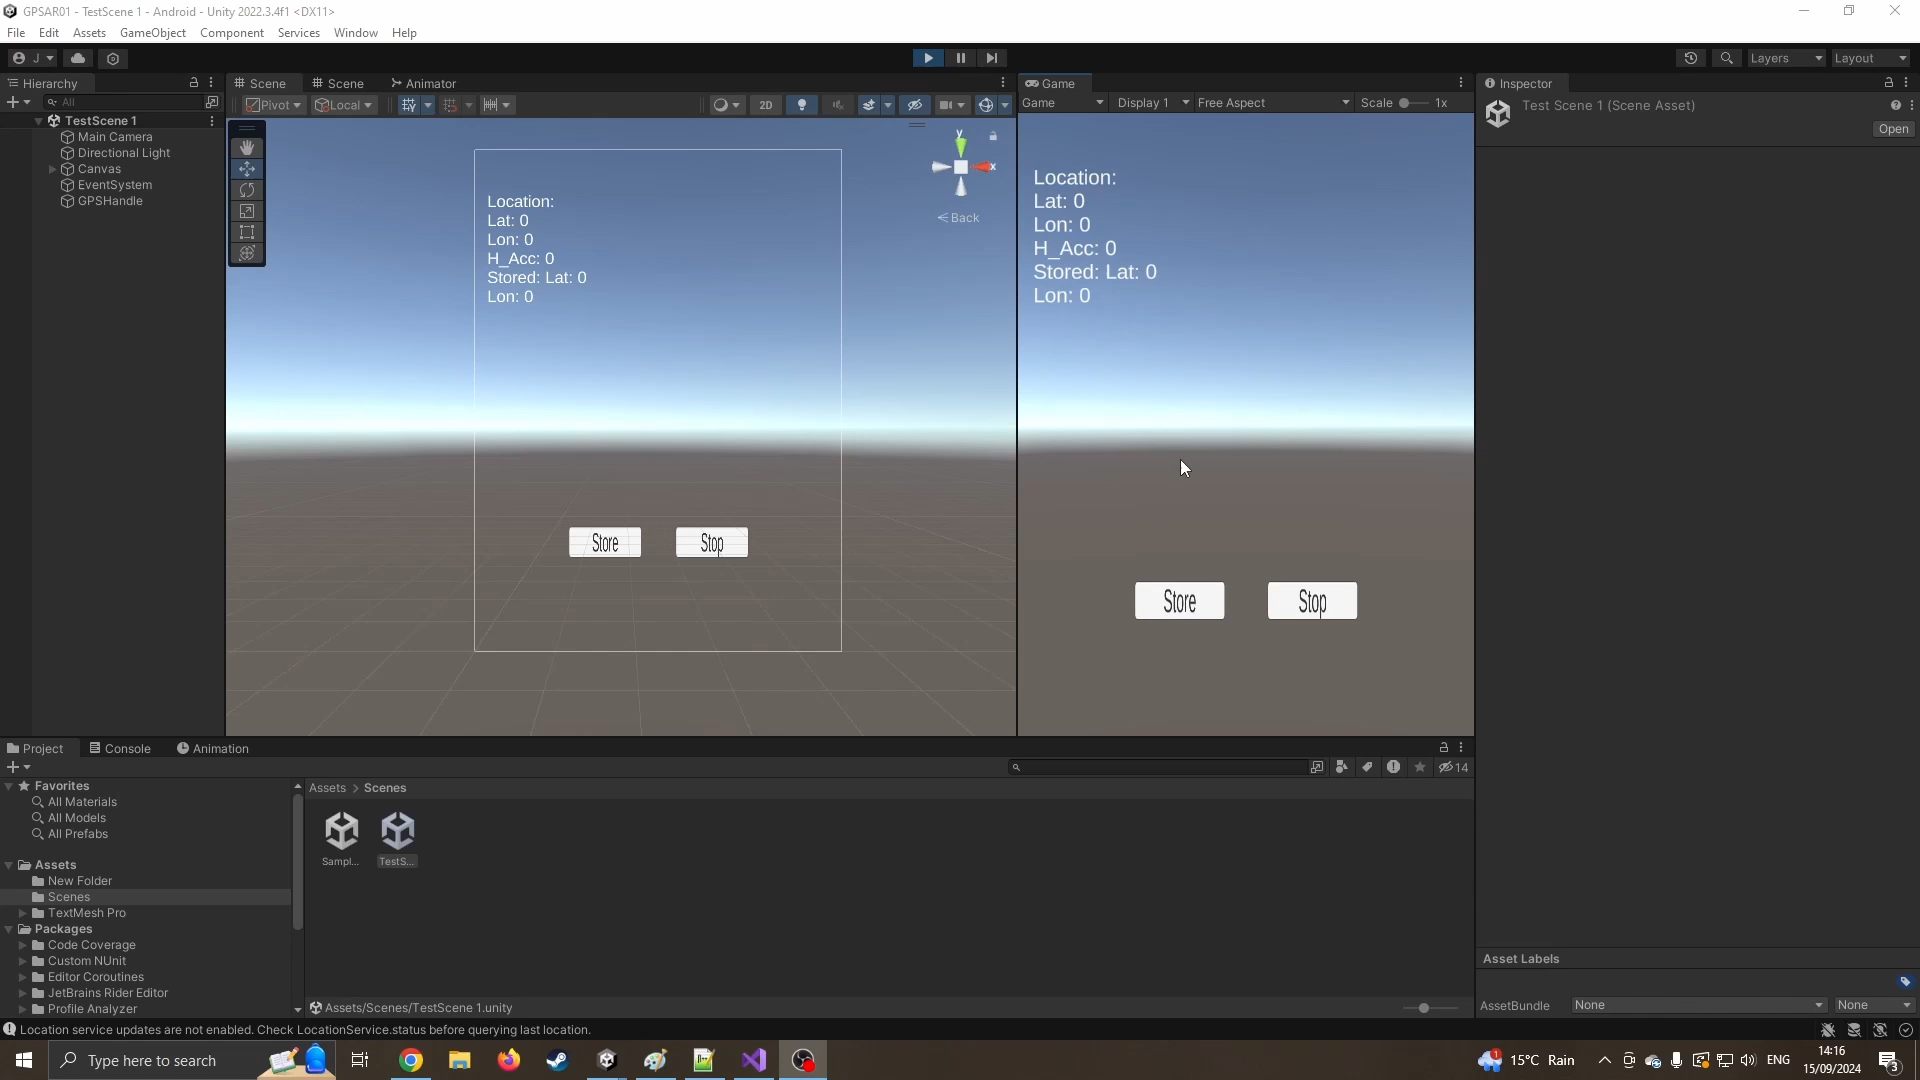 GPSAR01 - TestScene 1 - Android - Unity 2022.3.4f1 <DX11>
File Edit Assets GameObject Component Services Window Help
J
Layers Layout
Hierarchy
All
TestScene 1
Main Camera
Directional Light
Canvas
EventSystem
GPSHandle
Scene Scene Animator
Pivot Local 2D
y
x
Back
Location:
Lat: 0
Lon: 0
H_Acc: 0
Stored: Lat: 0
Lon: 0
Store Stop
Game
Game Display 1 Free Aspect Scale 1x
Location:
Lat: 0
Lon: 0
H_Acc: 0
Stored: Lat: 0
Lon: 0
Store Stop
Inspector
Test Scene 1 (Scene Asset)
Open
Asset Labels
AssetBundle None None
Project Console Animation
14
Favorites
All Materials
All Models
All Prefabs
Assets
New Folder
Scenes
TextMesh Pro
Packages
Code Coverage
Custom NUnit
Editor Coroutines
JetBrains Rider Editor
Profile Analyzer
Assets > Scenes
Sampl... TestS...
Assets/Scenes/TestScene 1.unity
Location service updates are not enabled. Check LocationService.status before querying last location.
Type here to search
1
15°C Rain
ENG
14:16
15/09/2024
3